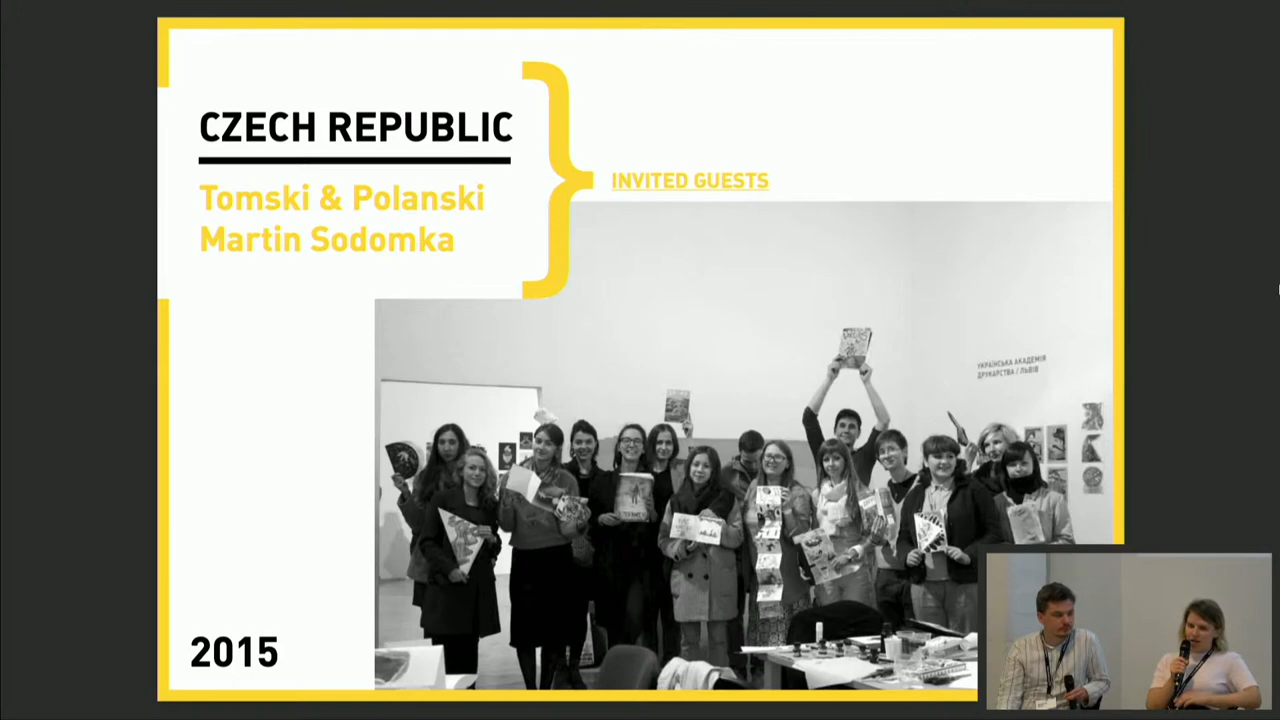 CZECH REPUBLIC
Tomski & Polanski
Martin Sodomka
INVITED GUESTS
УКРАЇНСЬКА АКАДЕМІЯ
ДРУКАРСТВА / ЛЬВІВ
2015